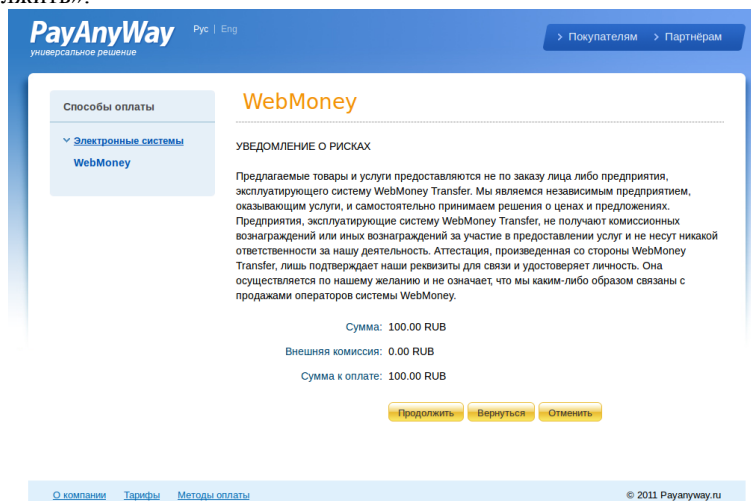 PayAnyWay
универсальное решение
Рус | Eng
> Покупателям > Партнёрам
Способы оплаты
Электронные системы
WebMoney
WebMoney
УВЕДОМЛЕНИЕ О РИСКАХ
Предлагаемые товары и услуги предоставляются не по заказу лица либо предприятия,
эксплуатирующего систему WebMoney Transfer. Мы являемся независимым предприятием,
оказывающим услуги, и самостоятельно принимаем решения о ценах и предложениях.
Предприятия, эксплуатирующие систему WebMoney Transfer, не получают комиссионных
вознаграждений или иных вознаграждений за участие в предоставлении услуг и не несут никакой
ответственности за нашу деятельность. Аттестация, произведенная со стороны WebMoney
Transfer, лишь подтверждает наши реквизиты для связи и удостоверяет личность. Она
осуществляется по нашему желанию и не означает, что мы каким-либо образом связаны с
продажами операторов системы WebMoney.
Сумма: 100.00 RUB
Внешняя комиссия: 0.00 RUB
Сумма к оплате: 100.00 RUB
Продолжить Вернуться Отменить
О компании Тарифы Методы оплаты © 2011 Payanyway.ru